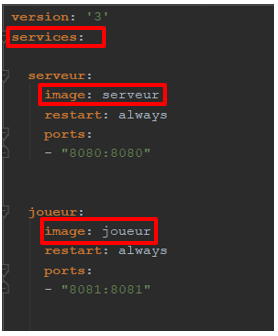 version: '3'
services:
serveur:
image: serveur
restart: always
ports:
- "8080:8080"
joueur:
image: joueur
restart: always
ports:
- "8081:8081"